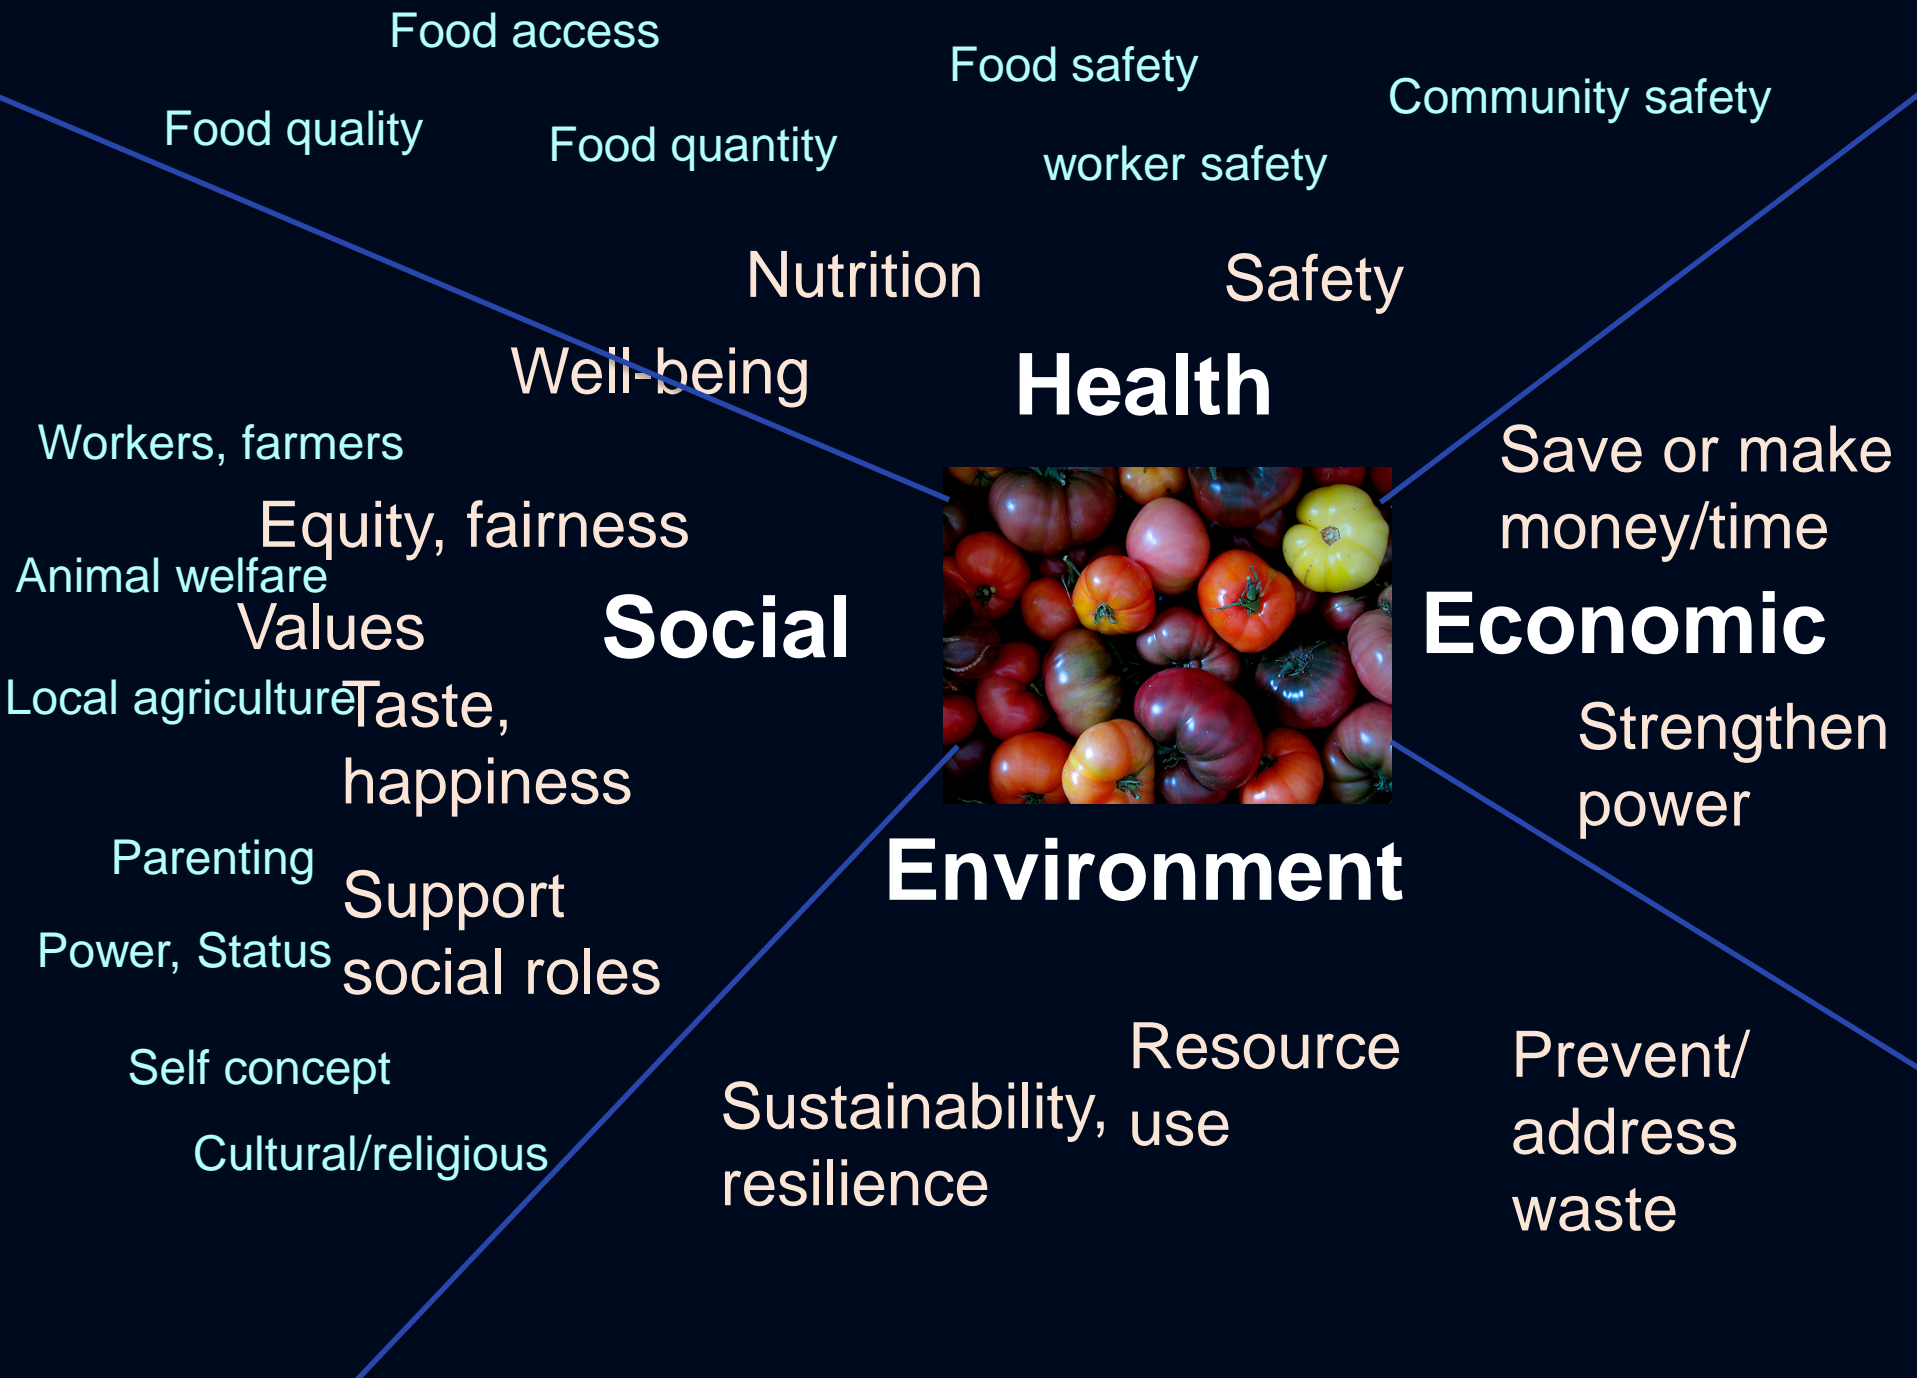 Food access
Food safety
Community safety
Food quality
Food quantity
worker safety
Nutrition
Safety
Well-being
Health
Workers, farmers
Equity, fairness
Animal welfare
Values
Social
Local agriculture
Taste,
happiness
Parenting
Support
social roles
Power, Status
Self concept
Cultural/religious
Save or make
money/time
Economic
Strengthen
power
Environment
Sustainability,
resilience
Resource
use
Prevent/
address
waste